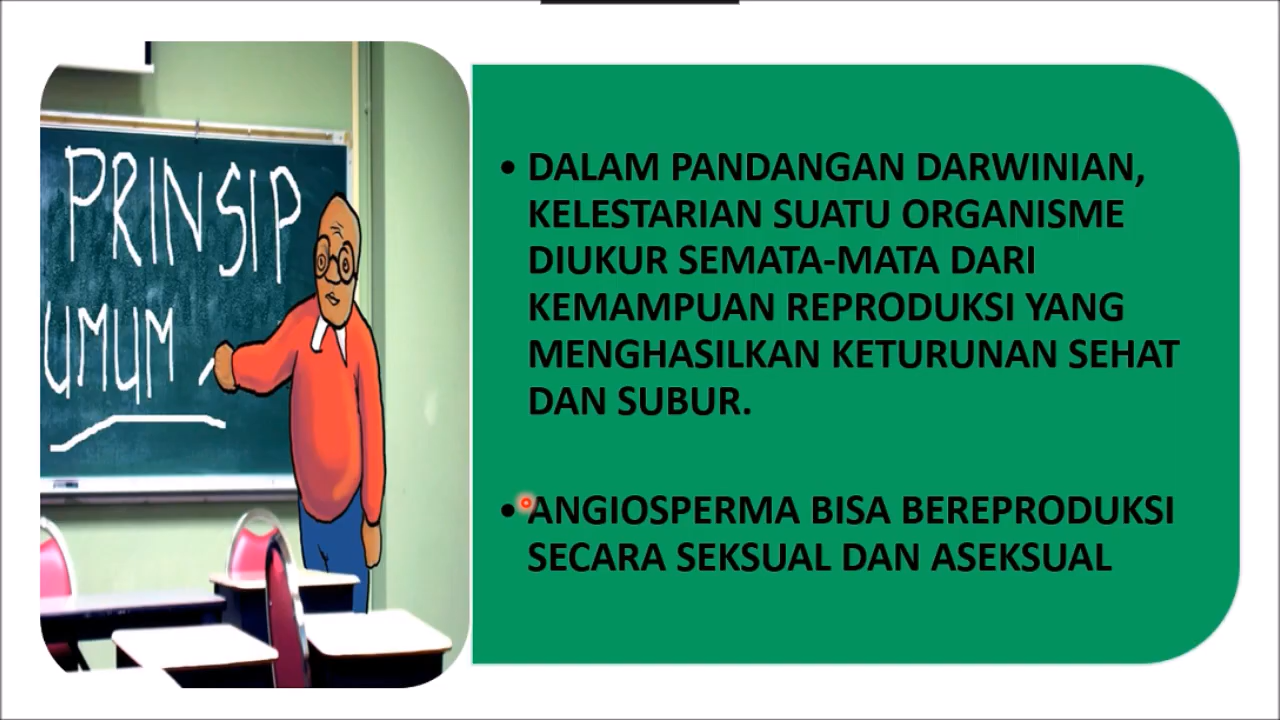 PRINSIP
UMUM
• DALAM PANDANGAN DARWINIAN,
KELESTARIAN SUATU ORGANISME
DIUKUR SEMATA-MATA DARI
KEMAMPUAN REPRODUKSI YANG
MENGHASILKAN KETURUNAN SEHAT
DAN SUBUR.
• ANGIOSPERMA BISA BEREPRODUKSI
SECARA SEKSUAL DAN ASEKSUAL